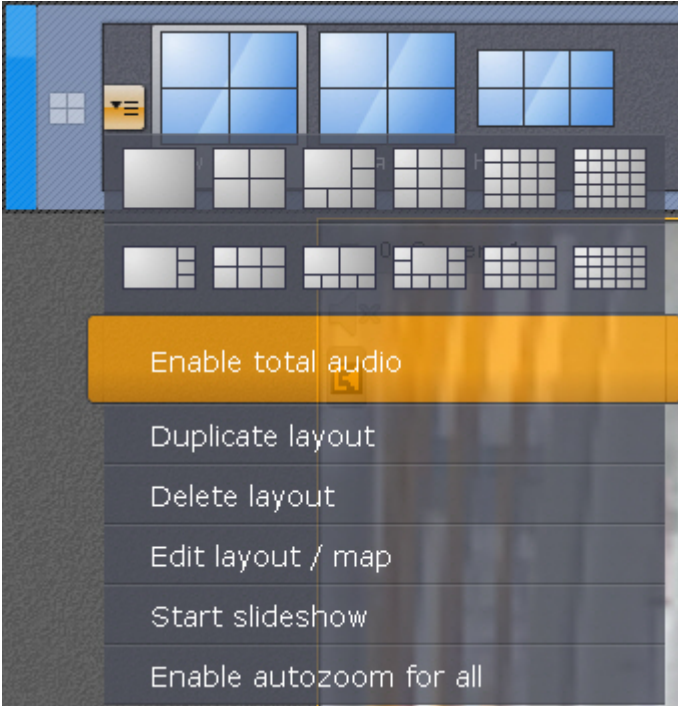 Enable total audio
Duplicate layout
Delete layout
Edit layout / map
Start slideshow
Enable autozoom for all